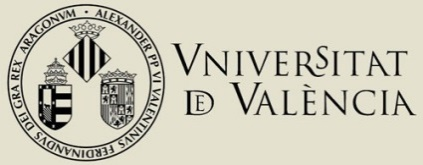 ALEXANDER PP VI VALENTINVS FERDINANDVS DEI GRA REX ARAGONVM
VNIVERSITAT
DE VALÈNCIA